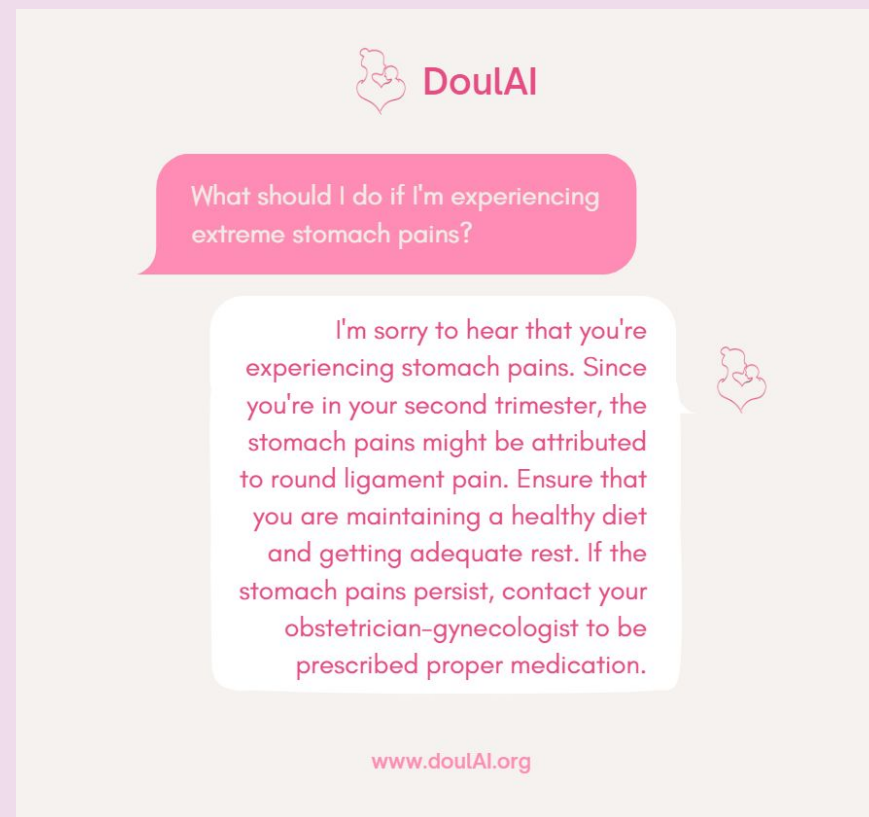 DoulAI
What should I do if I'm experiencing
extreme stomach pains?
I'm sorry to hear that you're
experiencing stomach pains. Since
you're in your second trimester, the
stomach pains might be attributed
to round ligament pain. Ensure that
you are maintaining a healthy diet
and getting adequate rest. If the
stomach pains persist, contact your
obstetrician-gynecologist to be
prescribed proper medication.
www.doulAI.org